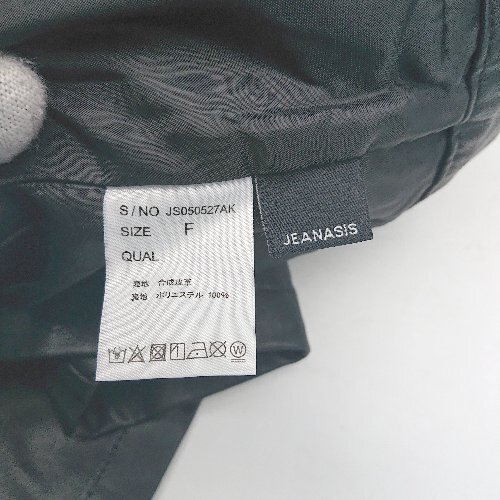 S/NO JS050527AK
SIZE F
QUAL
表地 合成皮革
裏地 ポリエステル 100%
JEANASIS